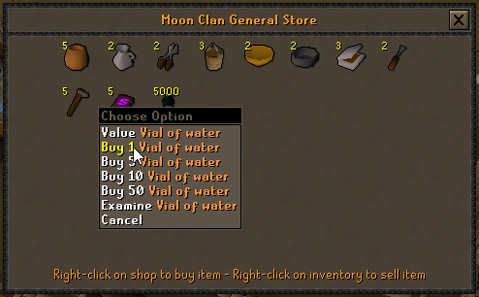 Moon Clan General Store
5 2 2 3 2 2 3 2
5 5 5000
Choose Option
Value Vial of water
Buy 1 Vial of water
Buy 5 Vial of water
Buy 10 Vial of water
Buy 50 Vial of water
Examine Vial of water
Cancel
Right-click on shop to buy item - Right-click on inventory to sell item